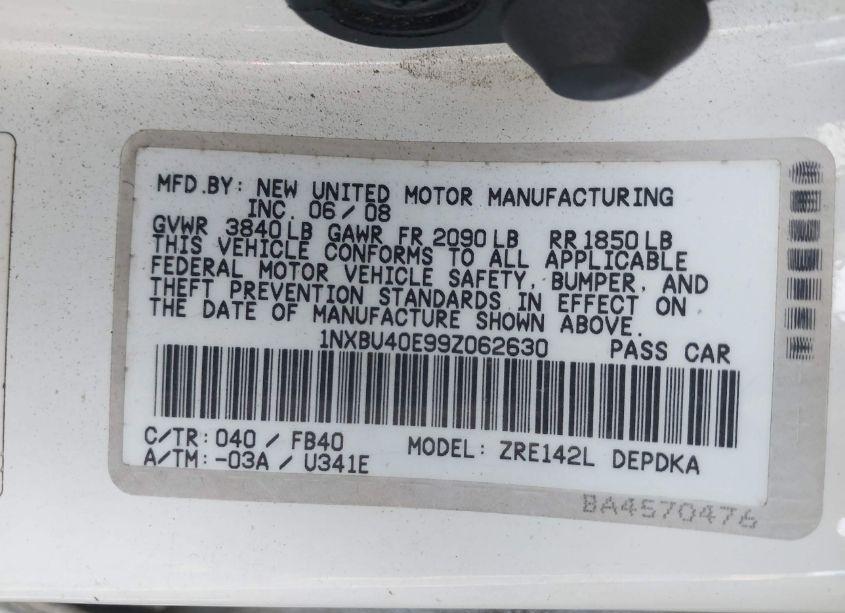 MFD.BY: NEW UNITED MOTOR MANUFACTURING
INC. 06/08
GVWR 3840LB GAWR FR 2090LB RR1850LB
THIS VEHICLE CONFORMS TO ALL APPLICABLE
FEDERAL MOTOR VEHICLE SAFETY, BUMPER, AND
THEFT PREVENTION STANDARDS IN EFFECT ON
THE DATE OF MANUFACTURE SHOWN ABOVE.
1NXBU40E99Z062630 PASS CAR
C/TR: 040 / FB40 MODEL: ZRE142L DEPDKA
A/TM: -03A / U341E
BA4570476